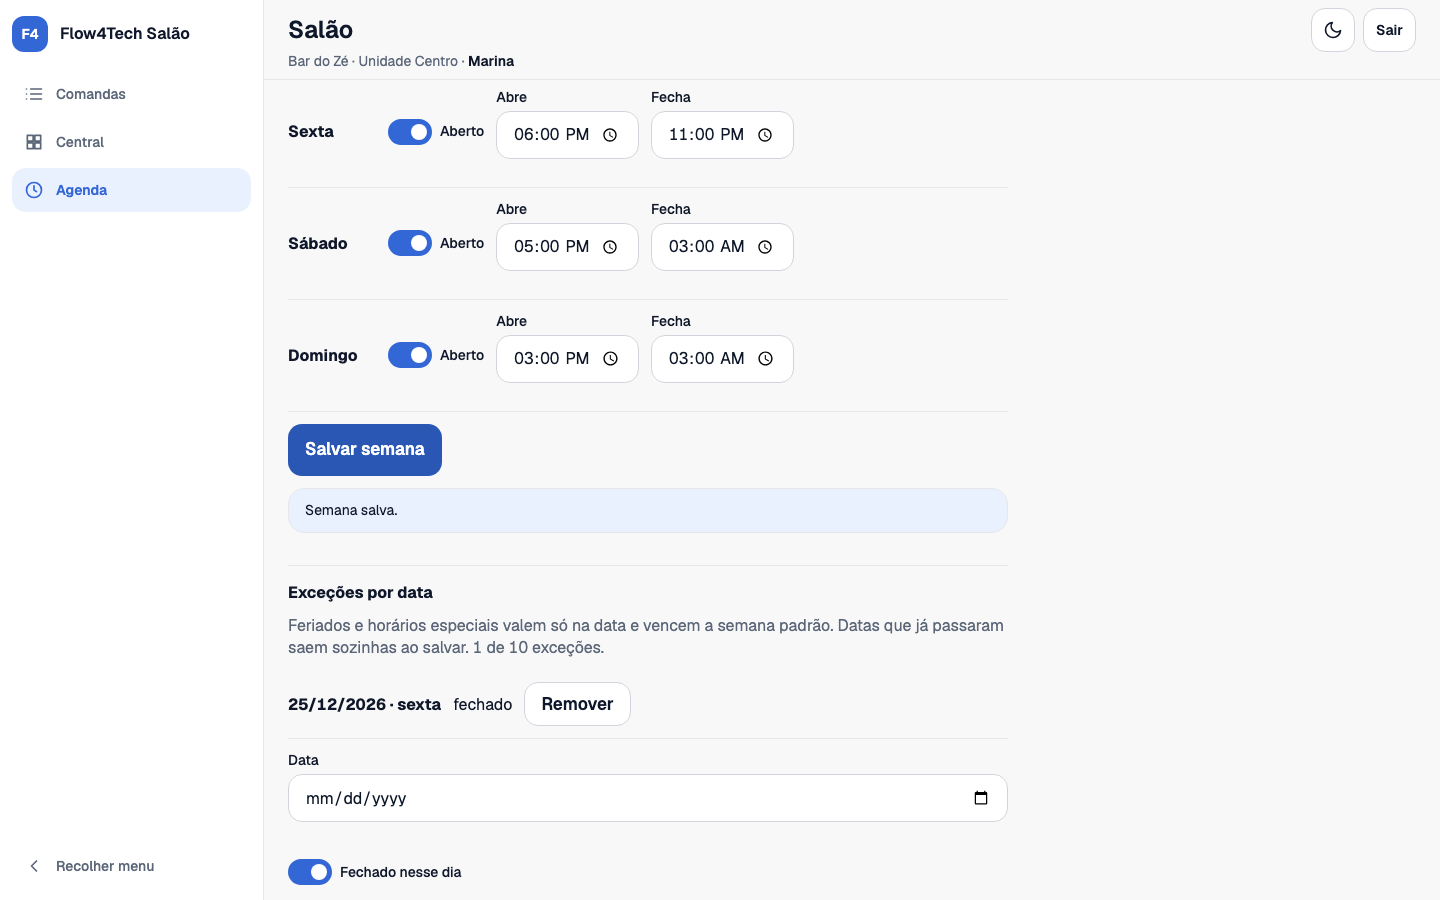 F4
Flow4Tech Salão
Comandas
Central
Agenda
Recolher menu
Salão
Bar do Zé · Unidade Centro · Marina
Sair
Abre Fecha
Sexta Aberto 06:00 PM 11:00 PM
Abre Fecha
Sábado Aberto 05:00 PM 03:00 AM
Abre Fecha
Domingo Aberto 03:00 PM 03:00 AM
Salvar semana
Semana salva.
Exceções por data
Feriados e horários especiais valem só na data e vencem a semana padrão. Datas que já passaram
saem sozinhas ao salvar. 1 de 10 exceções.
25/12/2026 · sexta fechado Remover
Data
mm/dd/yyyy
Fechado nesse dia